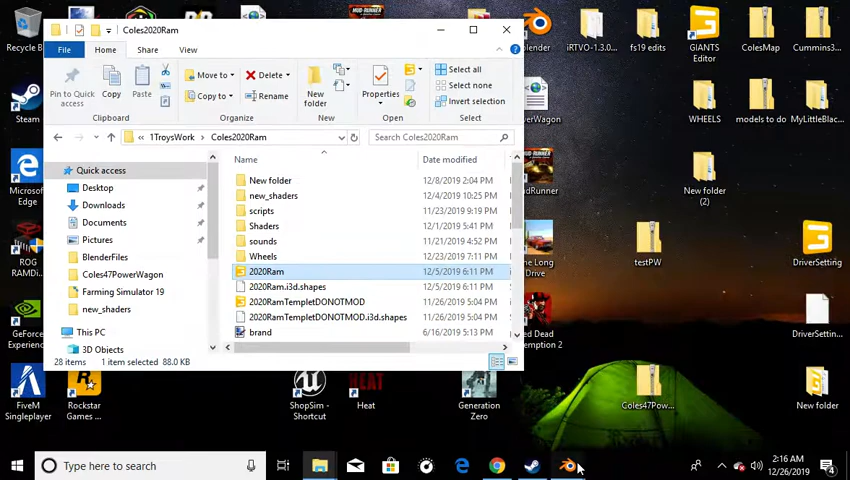 Coles2020Ram
File Home Share View
Pin to Quick access
Copy
Paste
Clipboard
Move to
Copy to
Delete
Rename
Organize
New folder
New
Properties
Open
Select all
Select none
Invert selection
« 1TroysWork > Coles2020Ram
Search Coles2020Ram
Quick access
Desktop
Downloads
Documents
Pictures
BlenderFiles
Coles47PowerWagon
Farming Simulator 19
new_shaders
This PC
3D Objects
Name Date modified
New folder 12/8/2019 2:04 PM
new_shaders 12/4/2019 10:25 PM
scripts 11/23/2019 9:19 PM
Shaders 12/1/2019 5:41 PM
sounds 11/21/2019 4:52 PM
Wheels 12/23/2019 7:11 PM
2020Ram 12/5/2019 6:11 PM
2020Ram.i3d.shapes 12/5/2019 6:11 PM
2020RamTempletDONOTMOD 11/26/2019 5:04 PM
2020RamTempletDONOTMOD.i3d.shapes 11/26/2019 5:04 PM
brand 6/16/2019 5:13 PM
28 items 1 item selected 88.0 KB
Steam
Microsoft Edge
ROG RAMDi...
GeForce Experience
FiveM Singleplayer
Rockstar Games ...
ShopSim - Shortcut
Heat
Generation Zero
iRTVO-1.3.0...
fs19 edits
GIANTS Editor
ColesMap
Cummins3...
WHEELS
models to do
MyLittleBlac...
New folder (2)
testPW
DriverSetting
DriverSettin...
Coles47Pow...
New folder
Type here to search
2:16 AM
12/26/2019
4